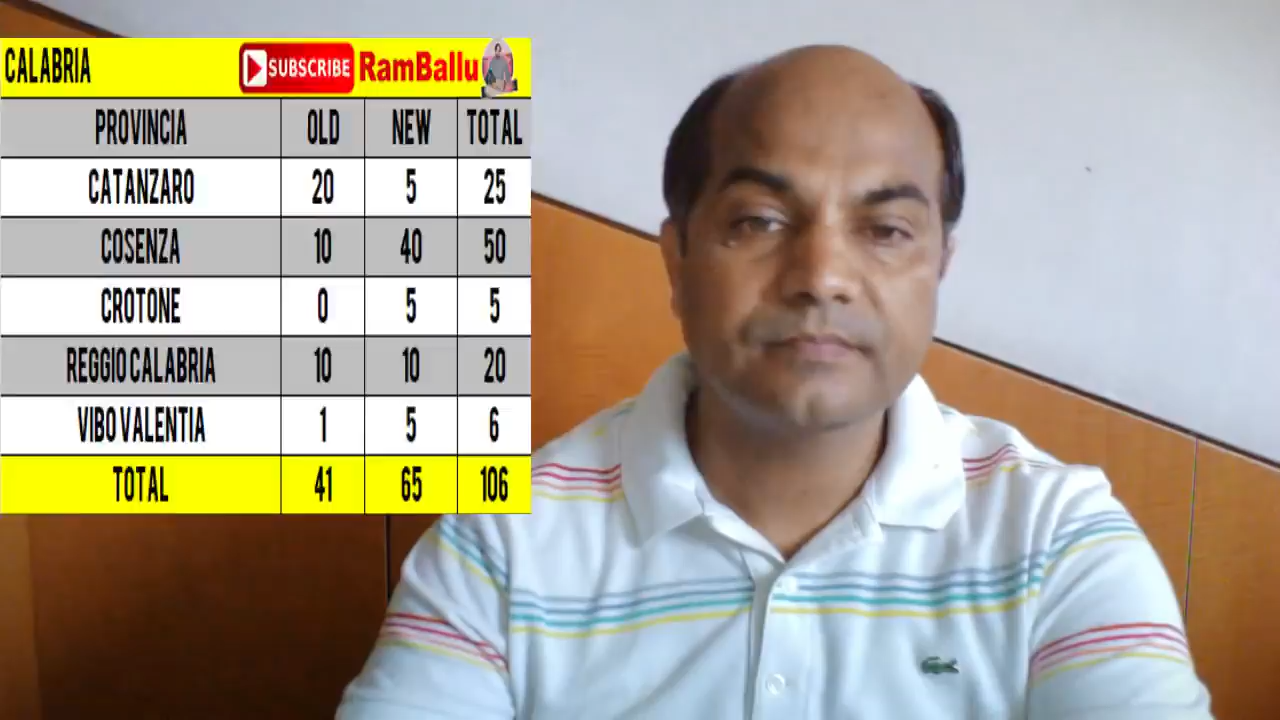 CALABRIA SUBSCRIBE RamBallu
PROVINCIA OLD NEW TOTAL
CATANZARO 20 5 25
COSENZA 10 40 50
CROTONE 0 5 5
REGGIO CALABRIA 10 10 20
VIBO VALENTIA 1 5 6
TOTAL 41 65 106